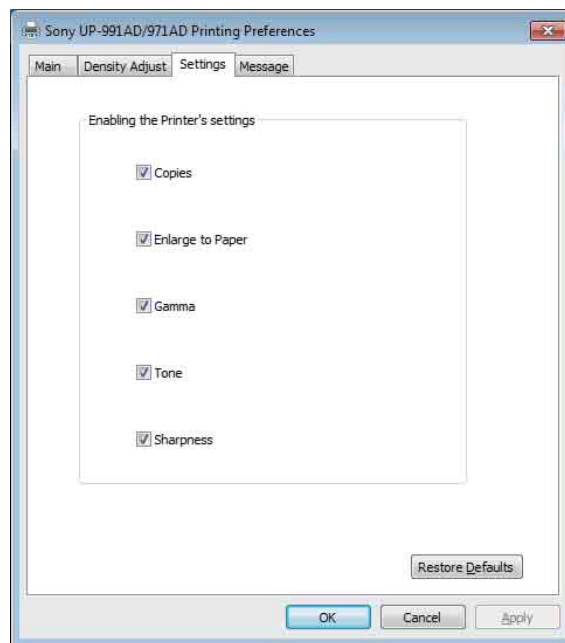 Sony UP-991AD/971AD Printing Preferences
Main Density Adjust Settings Message
Enabling the Printer's settings
Copies
Enlarge to Paper
Gamma
Tone
Sharpness
Restore Defaults
OK Cancel Apply